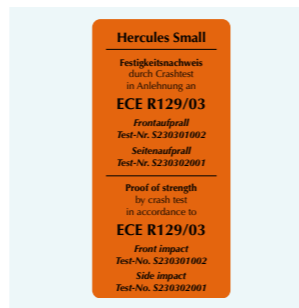 Hercules Small
Festigkeitsnachweis
durch Crashtest
in Anlehnung an
ECE R129/03
Frontaufprall
Test-Nr. S230301002
Seitenaufprall
Test-Nr. S230302001
Proof of strength
by crash test
in accordance to
ECE R129/03
Front impact
Test-No. S230301002
Side impact
Test-No. S230302001